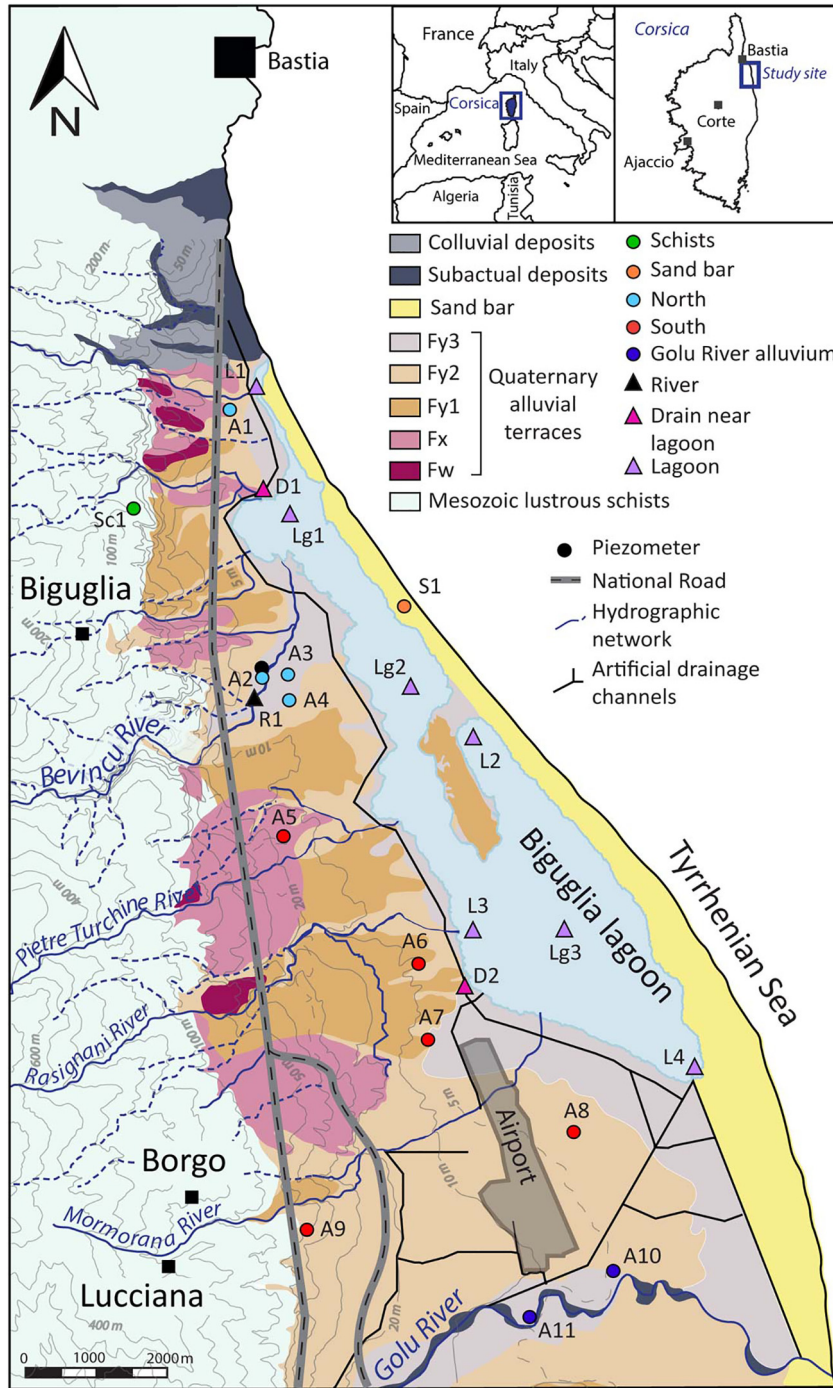 Bastia
N
France
Italy
Spain
Corsica
Mediterranean Sea
Algeria
Tunisia
Corsica
Bastia
Study site
Corte
Ajaccio
Colluvial deposits
Subactual deposits
Sand bar
Fy3
Fy2
Fy1
Fx
Fw
Quaternary
alluvial
terraces
Mesozoic lustrous schists
Schists
Sand bar
North
South
Golu River alluvium
River
Drain near
lagoon
Lagoon
Piezometer
National Road
Hydrographic
network
Artificial drainage
channels
200 m
50 m
L1
A1
D1
Sc1
Lg1
100 m
5 m
Biguglia
200 m
S1
A3
A2
A4
R1
Lg2
L2
Bevincu River
10 m
A5
400 m
20 m
Pietre Turchine River
Biguglia lagoon
Tyrrhenian Sea
L3
Lg3
A6
D2
A7
100 m
600 m
Rasignani River
50 m
L4
5 m
A8
Airport
10 m
Borgo
Mormorana River
A9
Lucciana
A10
400 m
20 m
Golu River
A11
0 1000 2000 m